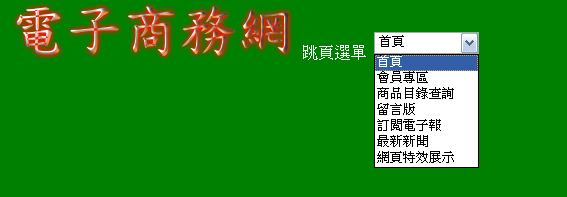 電子商務網
跳頁選單 首頁
首頁
會員專區
商品目錄查詢
留言版
訂閱電子報
最新新聞
網頁特效展示